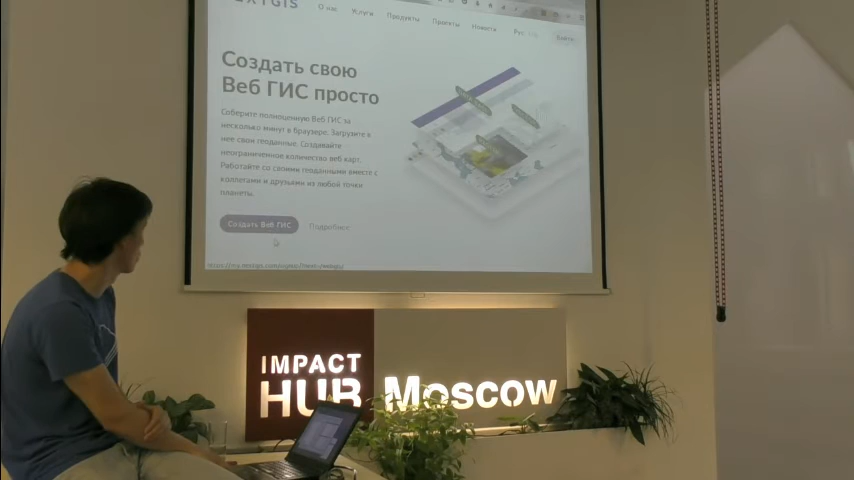 О нас Услуги Продукты Проекты Новости Рус Войти
Создать свою
Веб ГИС просто
Соберите полноценную Веб ГИС за
несколько минут в браузере. Загрузите в
нее свои геоданные. Создавайте
неограниченное количество веб карт.
Работайте со своими геоданными вместе с
коллегами и друзьями из любой точки
планеты.
Создать Веб ГИС Подробнее
IMPACT
HUB Moscow